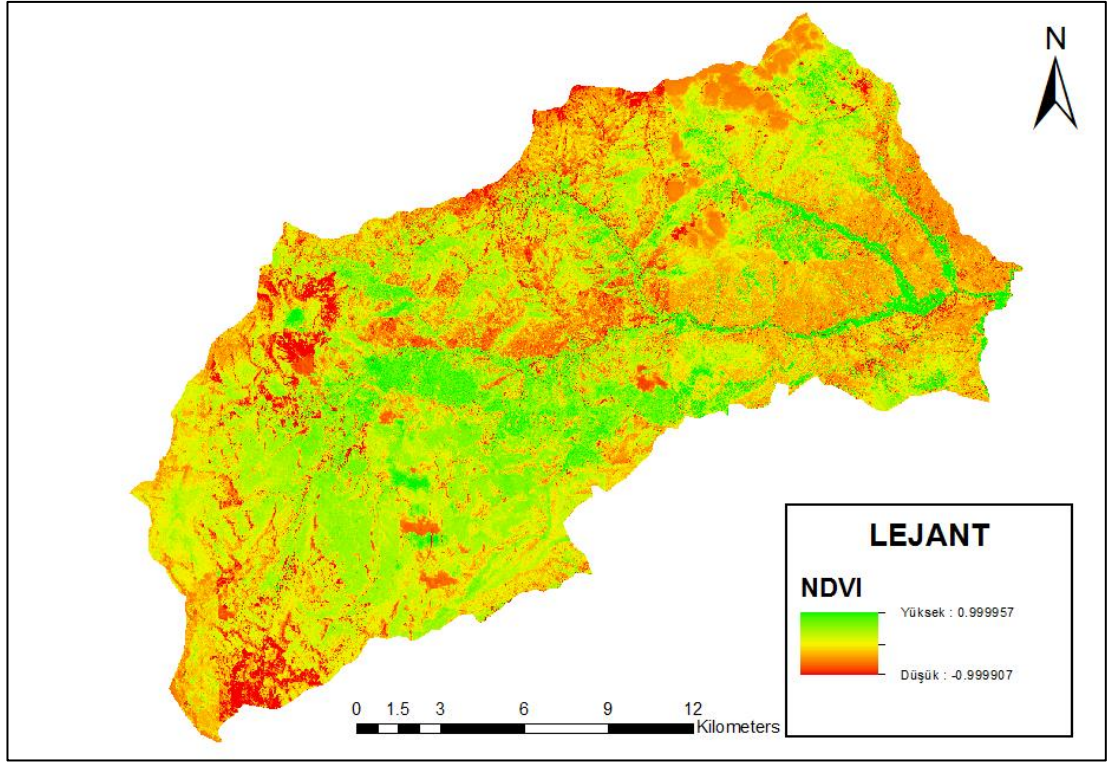 N
LEJANT
NDVI
Yüksek : 0.999957
Düşük : -0.999907
0 1.5 3 6 9 12
Kilometers